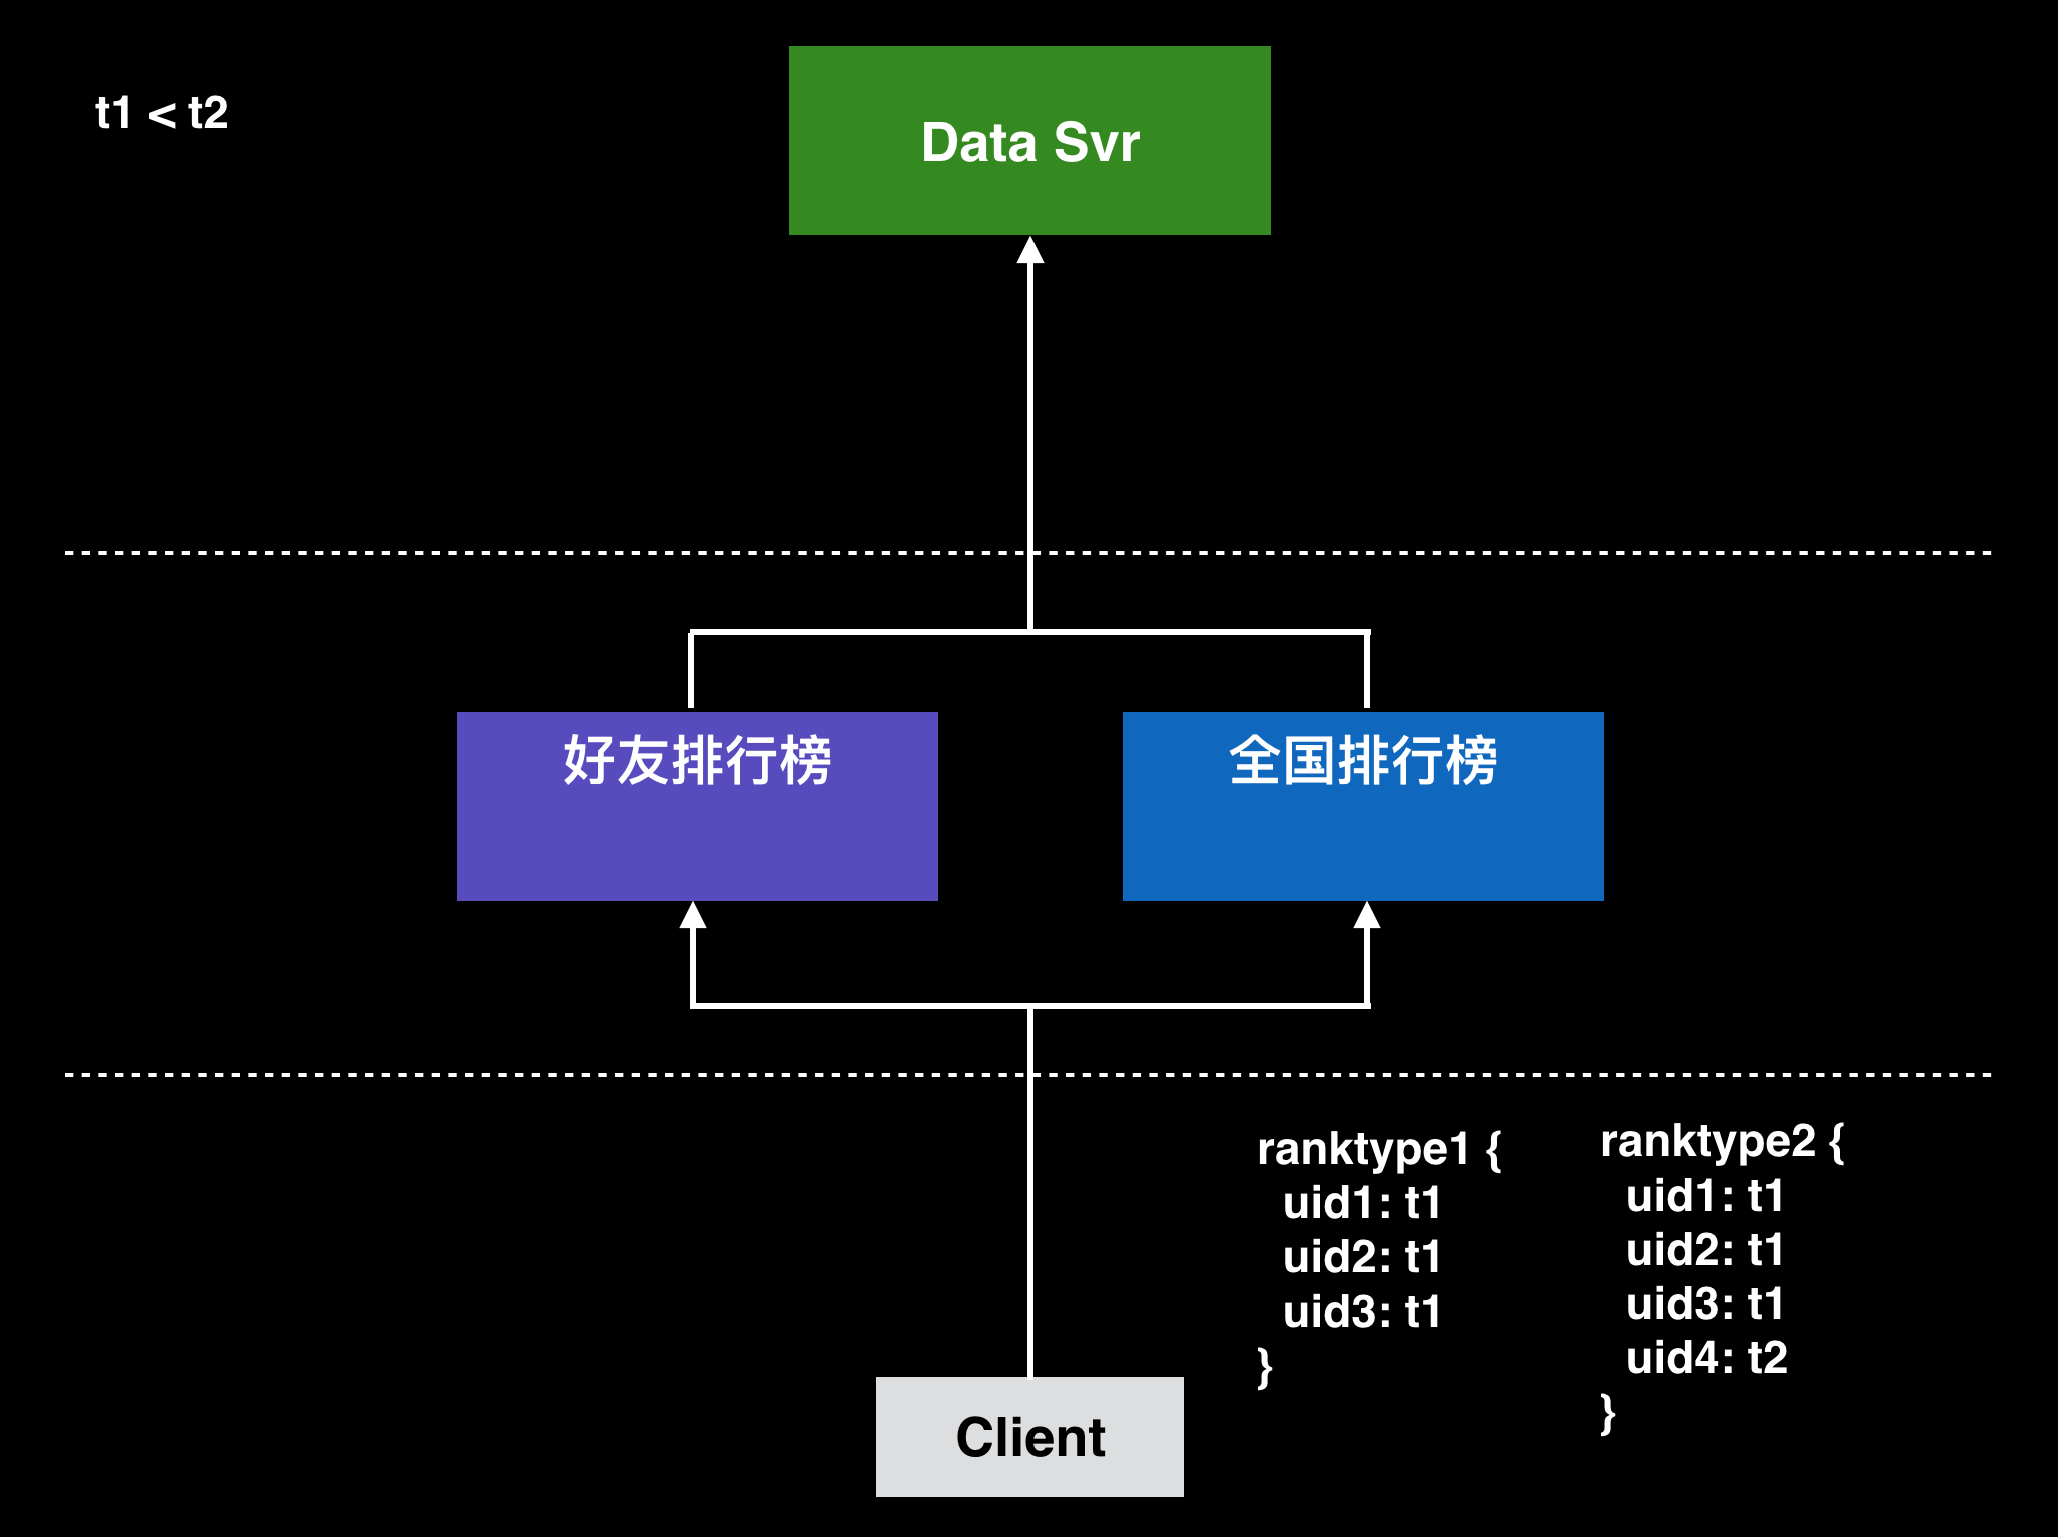 t1 < t2
Data Svr
好友排行榜
全国排行榜
ranktype1 {
uid1: t1
uid2: t1
uid3: t1
}
ranktype2 {
uid1: t1
uid2: t1
uid3: t1
uid4: t2
}
Client